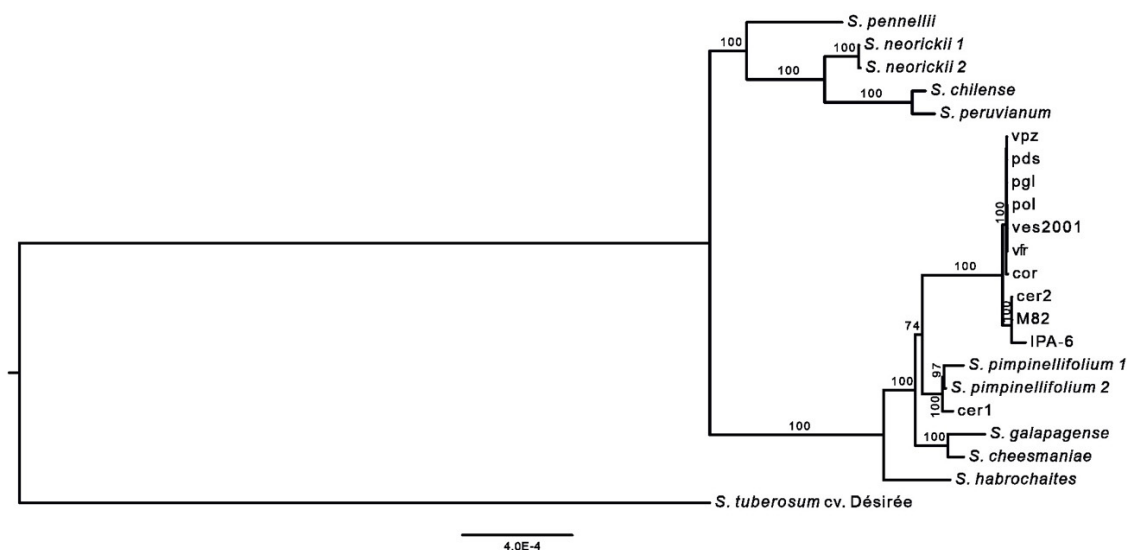 S. pennellii
100
S. neorickii 1
100
S. neorickii 2
100
S. chilense
100
S. peruvianum
vpz
pds
pgl
pol
100
ves2001
vfr
100
cor
cer2
100
M82
74
IPA-6
S. pimpinellifolium 1
97
100
S. pimpinellifolium 2
100
cer1
100
S. galapagense
100
S. cheesmaniae
S. habrochaites
S. tuberosum cv. Désirée
4.0E-4